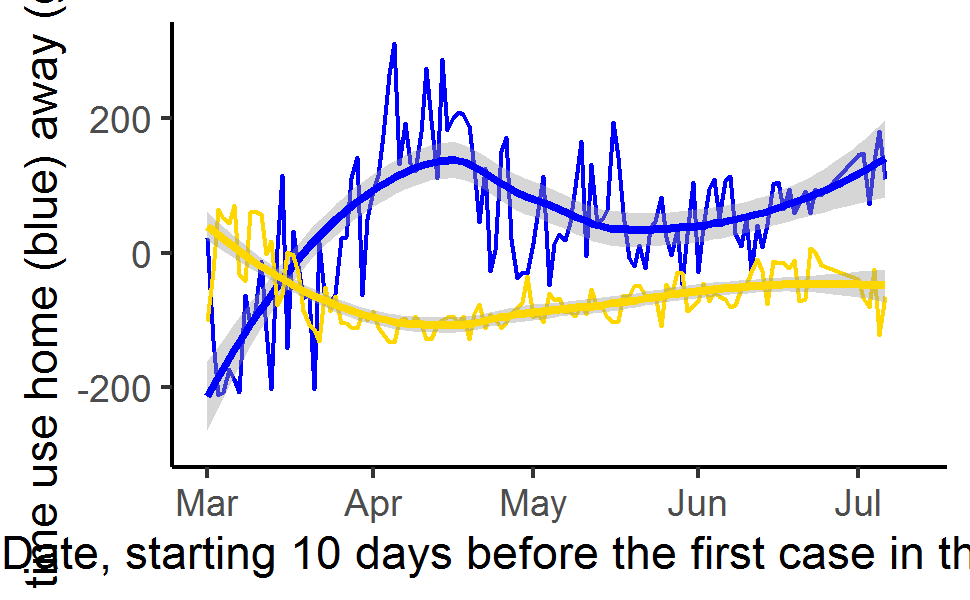 time use home (blue) away (
200
0
-200
Mar Apr May Jun Jul
Date, starting 10 days before the first case in th